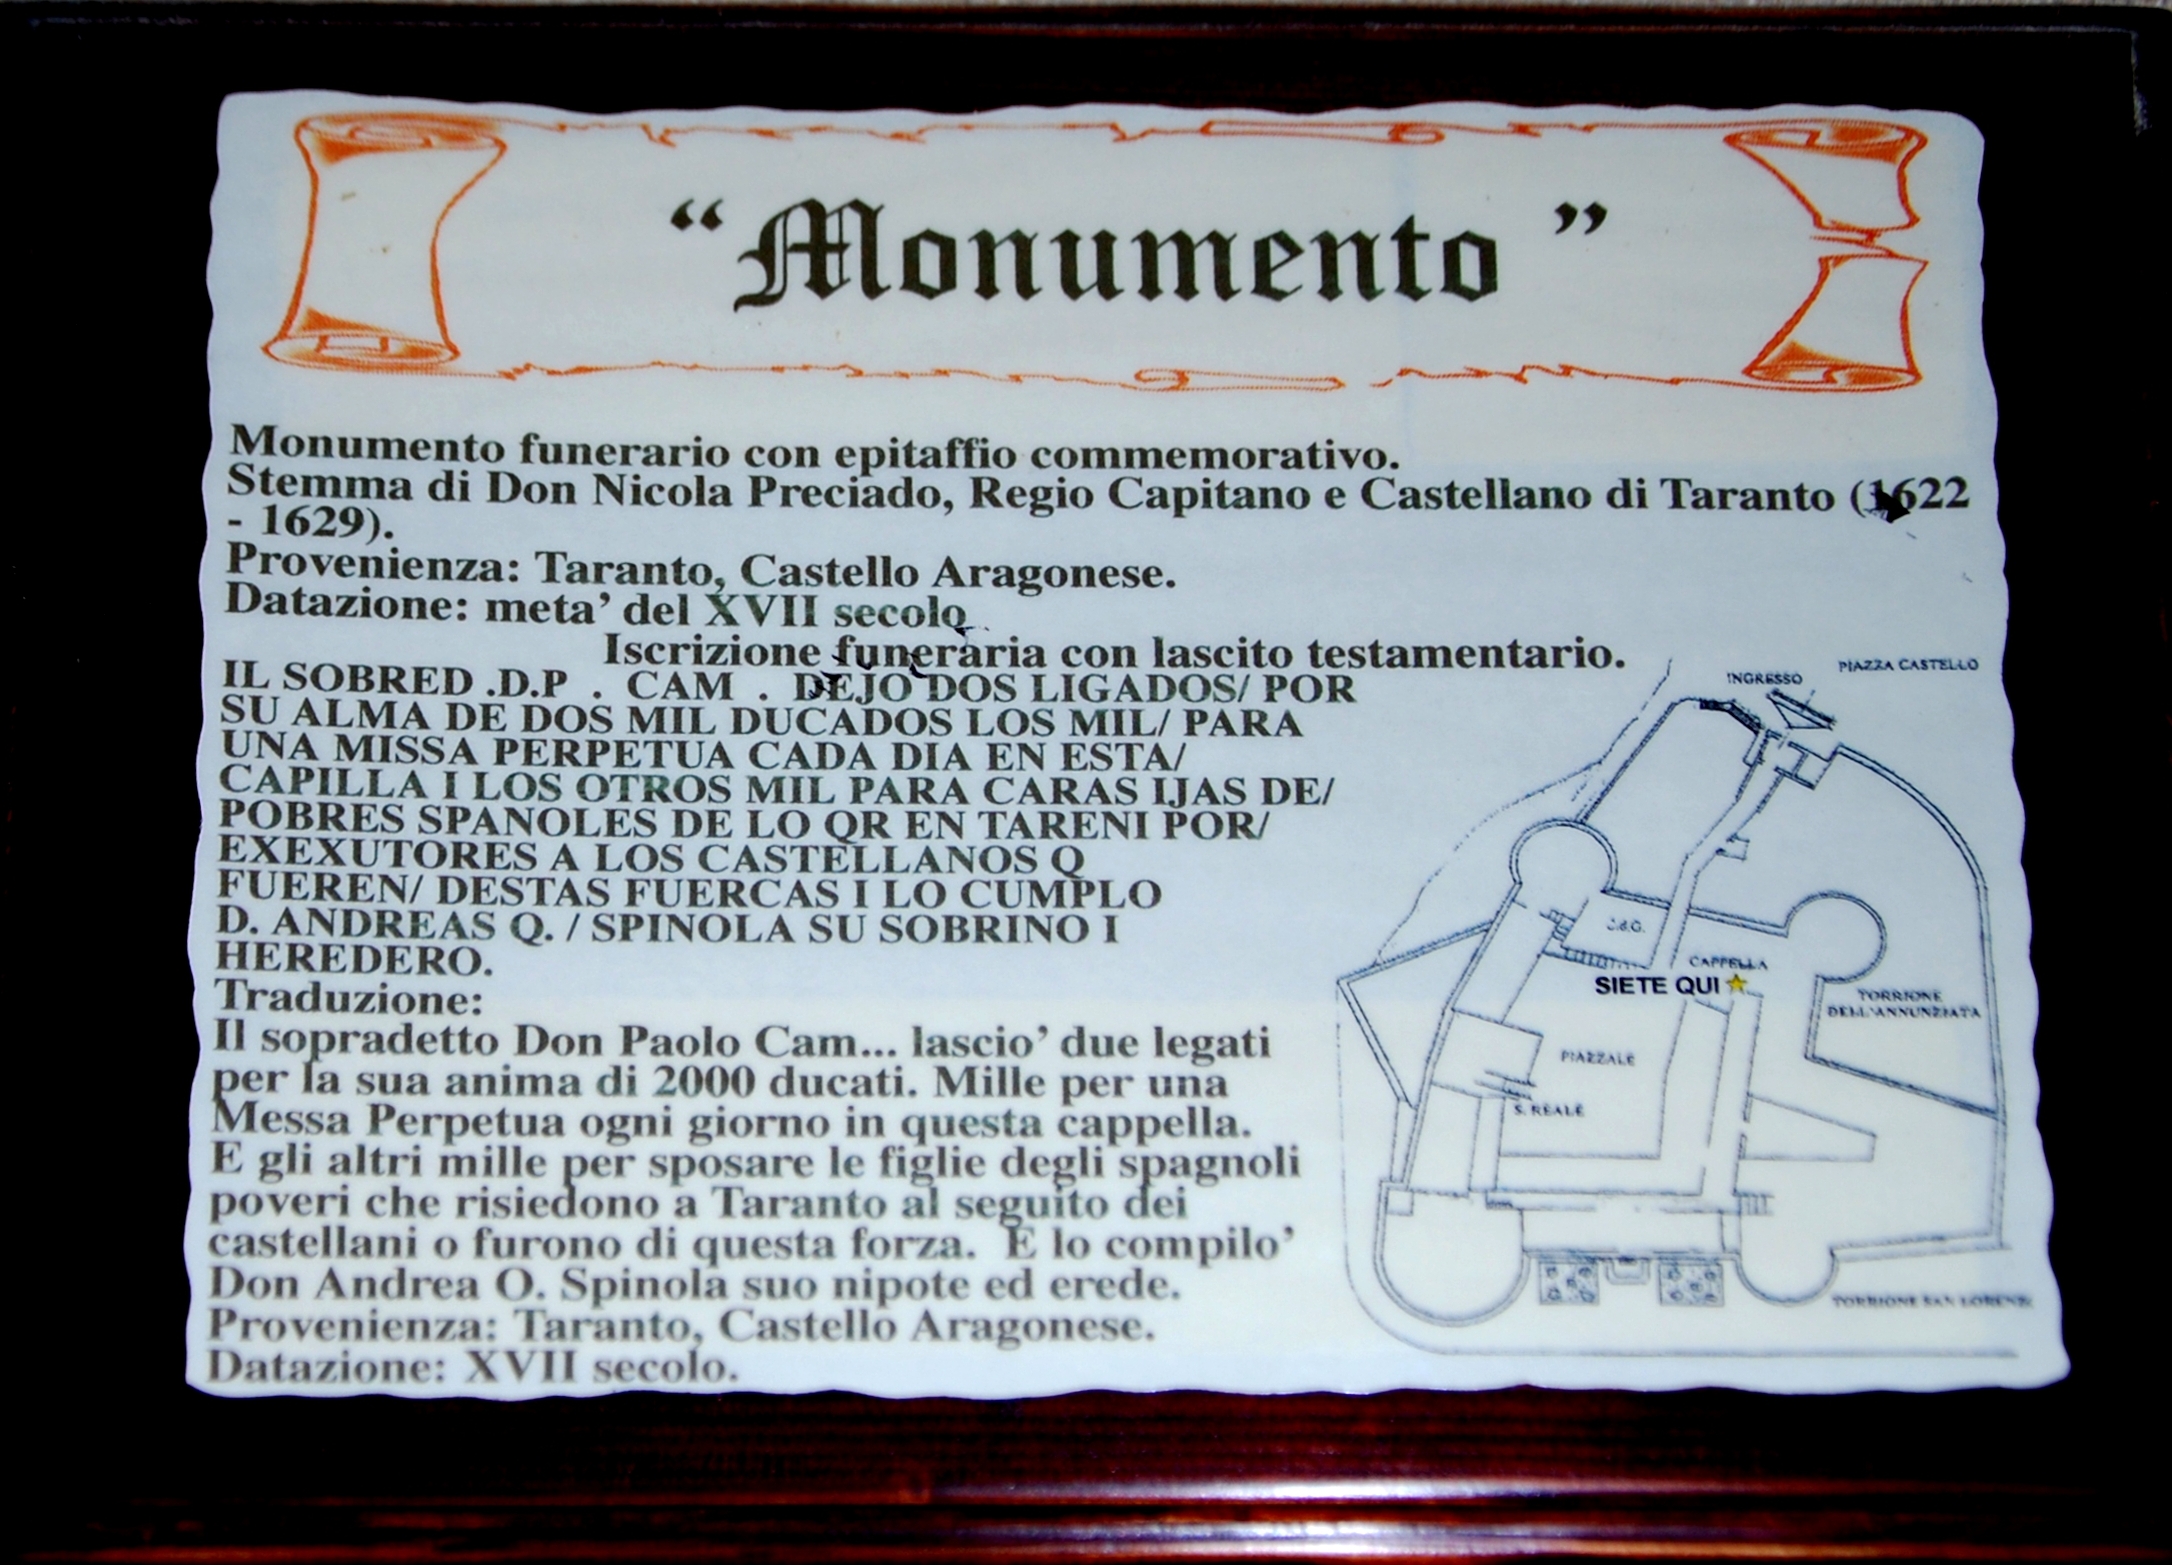 “Monumento ”
Monumento funerario con epitaffio commemorativo.
Stemma di Don Nicola Preciado, Regio Capitano e Castellano di Taranto (1622
- 1629).
Provenienza: Taranto, Castello Aragonese.
Datazione: meta’ del XVII secolo
Iscrizione funeraria con lascito testamentario.
IL SOBRED .D.P . CAM . DEJO DOS LIGADOS/ POR
SU ALMA DE DOS MIL DUCADOS LOS MIL/ PARA
UNA MISSA PERPETUA CADA DIA EN ESTA/
CAPILLA I LOS OTROS MIL PARA CARAS IJAS DE/
POBRES SPANOLES DE LO QR EN TARENI POR/
EXEXUTORES A LOS CASTELLANOS Q
FUEREN/ DESTAS FUERCAS I LO CUMPLO
D. ANDREAS Q. / SPINOLA SU SOBRINO I
HEREDERO.
Traduzione:
Il sopradetto Don Paolo Cam... lascio’ due legati
per la sua anima di 2000 ducati. Mille per una
Messa Perpetua ogni giorno in questa cappella.
E gli altri mille per sposare le figlie degli spagnoli
poveri che risiedono a Taranto al seguito dei
castellani o furono di questa forza. E lo compilo’
Don Andrea O. Spinola suo nipote ed erede.
Provenienza: Taranto, Castello Aragonese.
Datazione: XVII secolo.
PIAZZA CASTELLO
INGRESSO
CAPPELLA
SIETE QUI
TORRIONE
DELL'ANNUNZIATA
PIAZZALE
S. REALE
TORRIONE SAN LORENZO